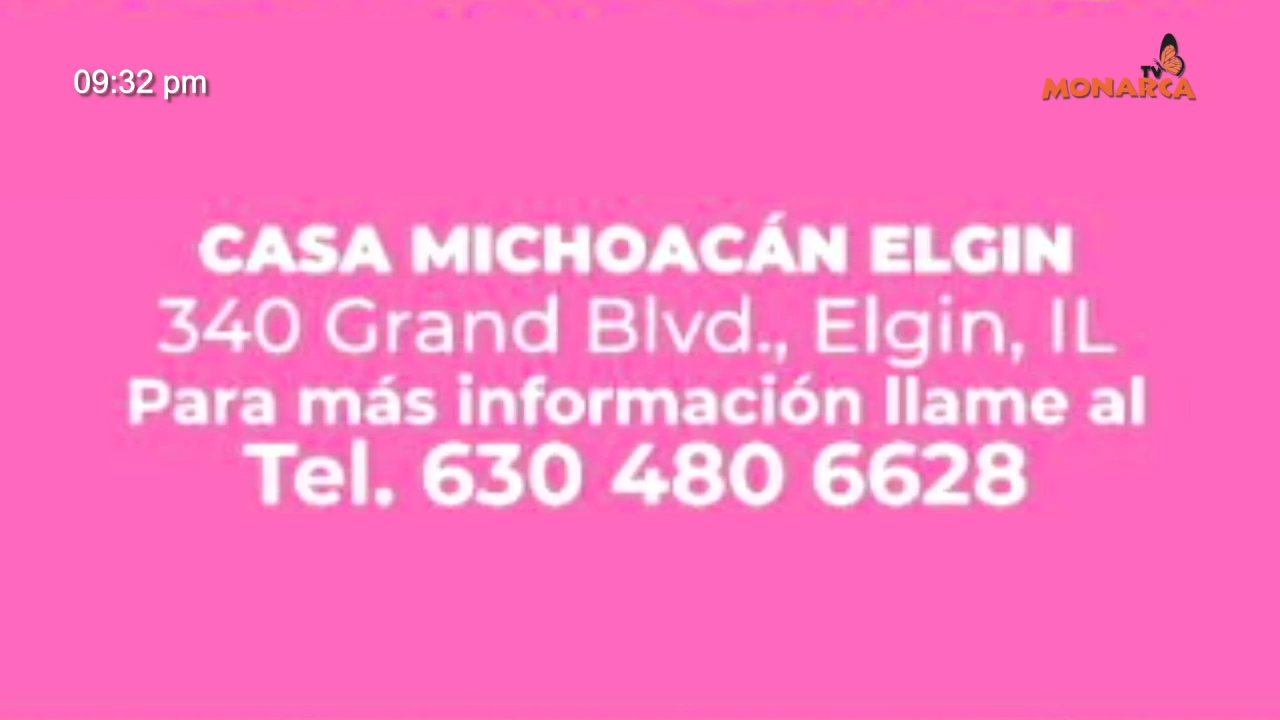 09:32 pm
TV
MONARCA
CASA MICHOACÁN ELGIN
340 Grand Blvd., Elgin, IL
Para más información llame al
Tel. 630 480 6628